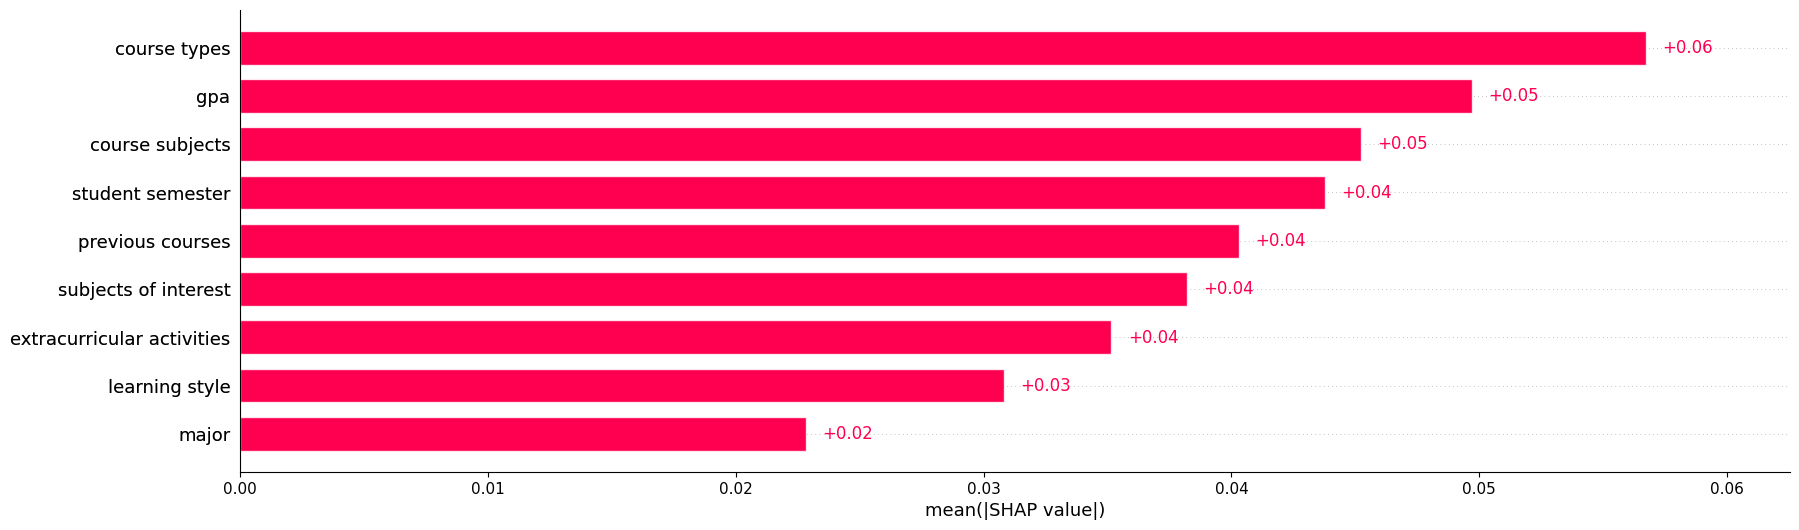 course types +0.06
gpa +0.05
course subjects +0.05
student semester +0.04
previous courses +0.04
subjects of interest +0.04
extracurricular activities +0.04
learning style +0.03
major +0.02
0.00 0.01 0.02 0.03 0.04 0.05 0.06
mean(|SHAP value|)